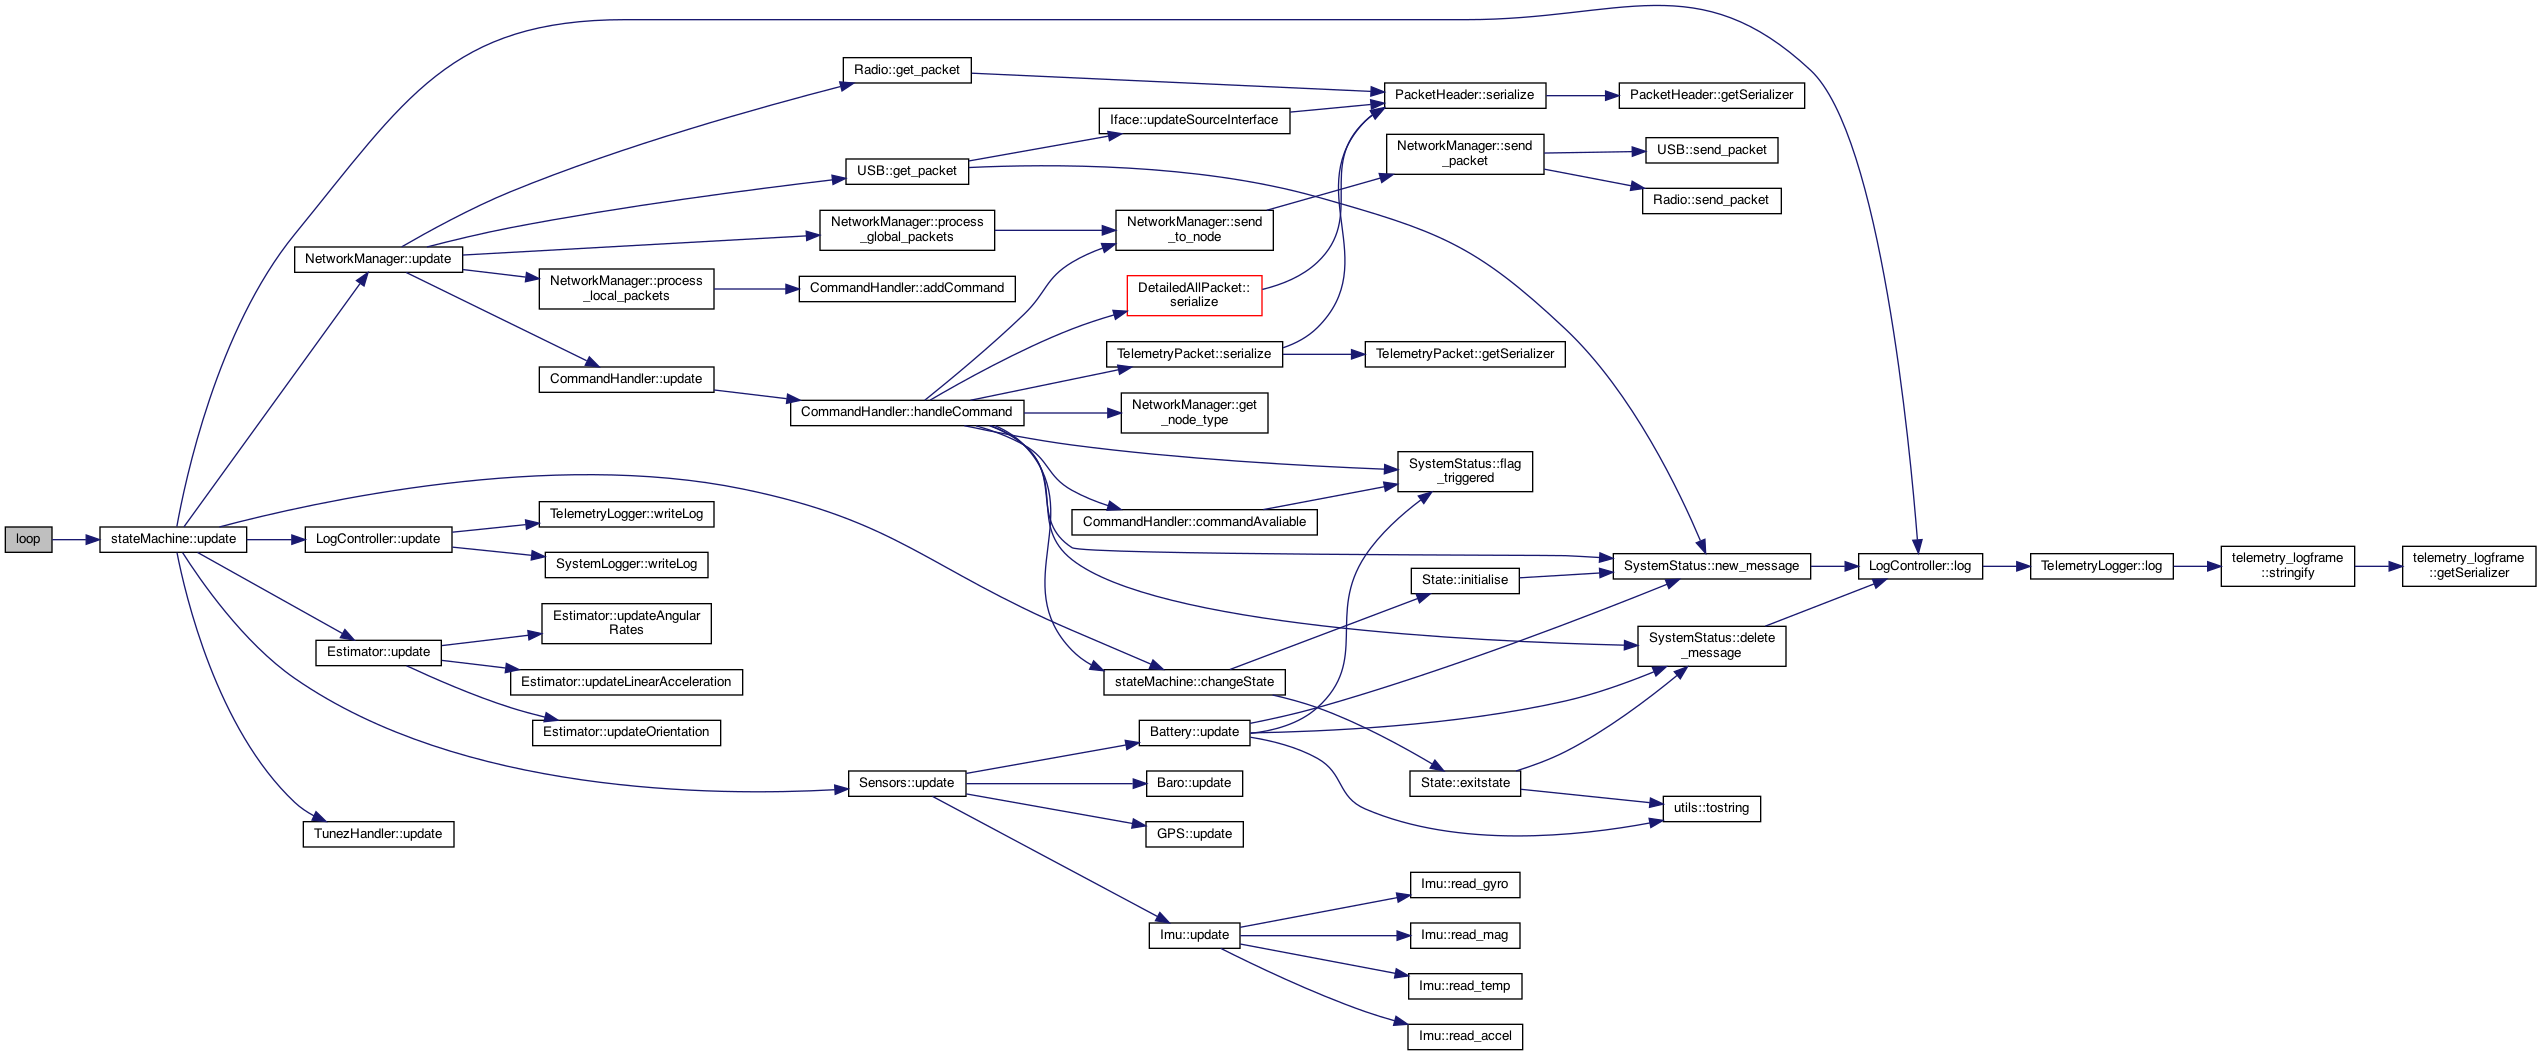 loop
stateMachine::update
NetworkManager::update
LogController::update
Estimator::update
TunezHandler::update
NetworkManager::process
_local_packets
CommandHandler::update
TelemetryLogger::writeLog
SystemLogger::writeLog
Estimator::updateAngular
Rates
Estimator::updateLinearAcceleration
Estimator::updateOrientation
Radio::get_packet
USB::get_packet
NetworkManager::process
_global_packets
CommandHandler::addCommand
CommandHandler::handleCommand
Sensors::update
Iface::updateSourceInterface
NetworkManager::send
_to_node
DetailedAllPacket::
serialize
TelemetryPacket::serialize
NetworkManager::get
_node_type
CommandHandler::commandAvaliable
stateMachine::changeState
Battery::update
Baro::update
GPS::update
Imu::update
PacketHeader::serialize
NetworkManager::send
_packet
TelemetryPacket::getSerializer
SystemStatus::flag
_triggered
State::initialise
State::exitstate
Imu::read_gyro
Imu::read_mag
Imu::read_temp
Imu::read_accel
PacketHeader::getSerializer
USB::send_packet
Radio::send_packet
SystemStatus::new_message
SystemStatus::delete
_message
utils::tostring
LogController::log
TelemetryLogger::log
telemetry_logframe
::stringify
telemetry_logframe
::getSerializer